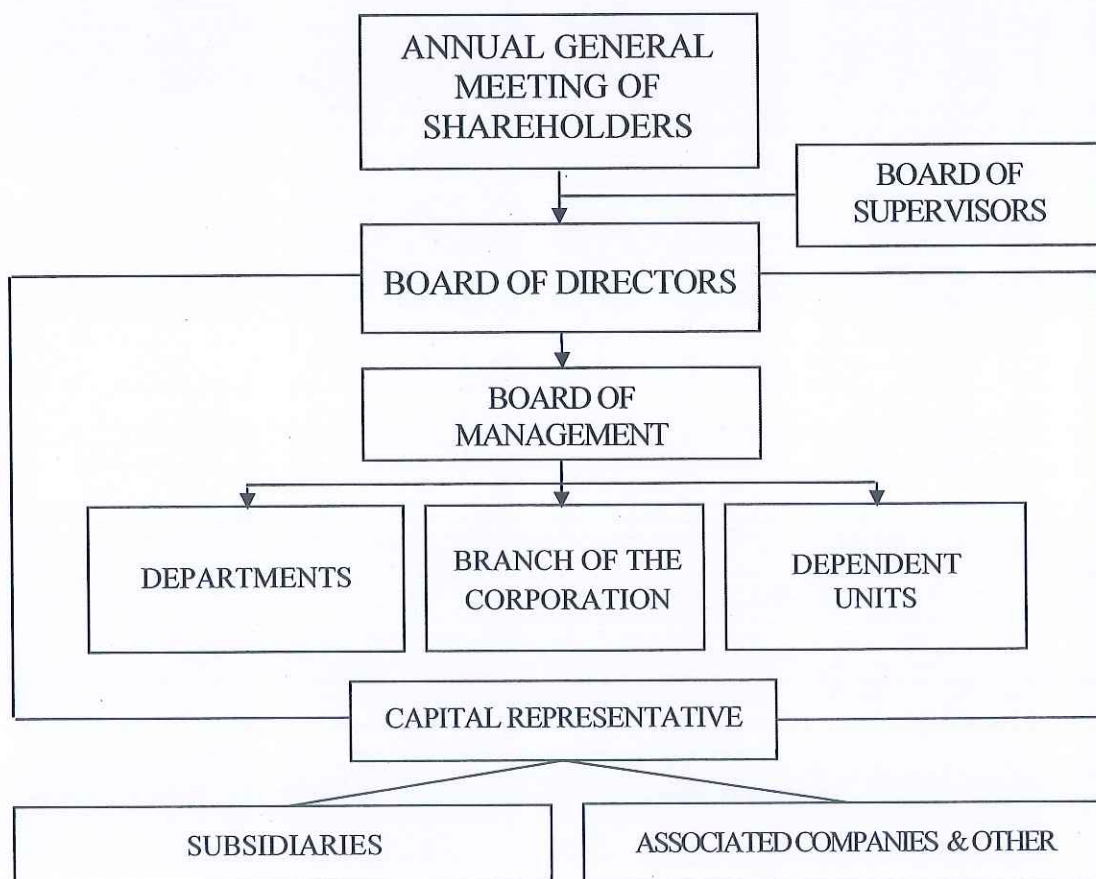 ANNUAL GENERAL
MEETING OF
SHAREHOLDERS
BOARD OF
SUPERVISORS
BOARD OF DIRECTORS
BOARD OF
MANAGEMENT
DEPARTMENTS
BRANCH OF THE
CORPORATION
DEPENDENT
UNITS
CAPITAL REPRESENTATIVE
SUBSIDIARIES
ASSOCIATED COMPANIES & OTHER